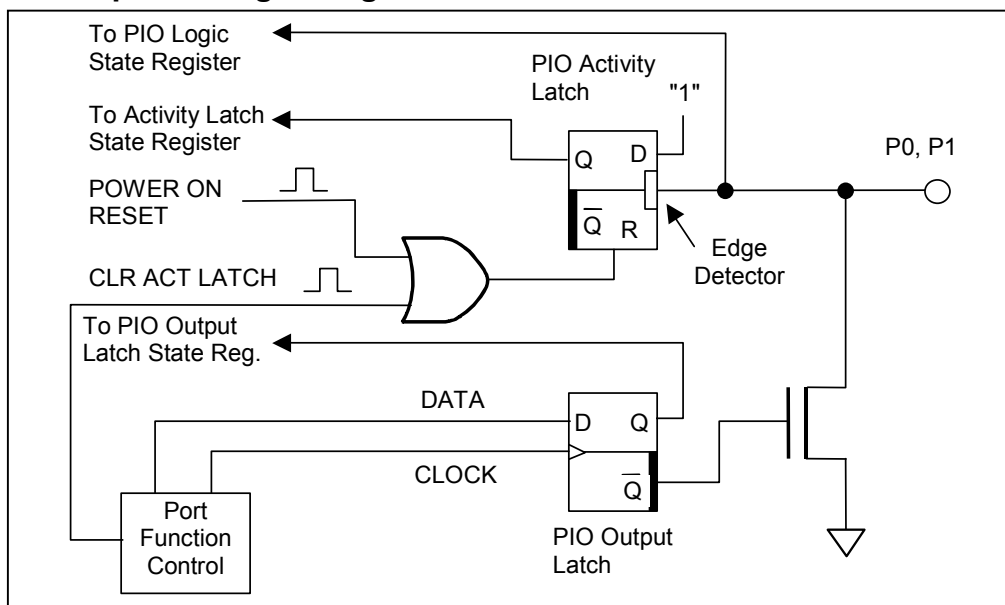 To PIO Logic
State Register
PIO Activity
Latch
"1"
To Activity Latch
State Register
Q
D
P0, P1
POWER ON
RESET
Q
R
Edge
Detector
CLR ACT LATCH
To PIO Output
Latch State Reg.
DATA
D
Q
CLOCK
Q
Port
Function
Control
PIO Output
Latch